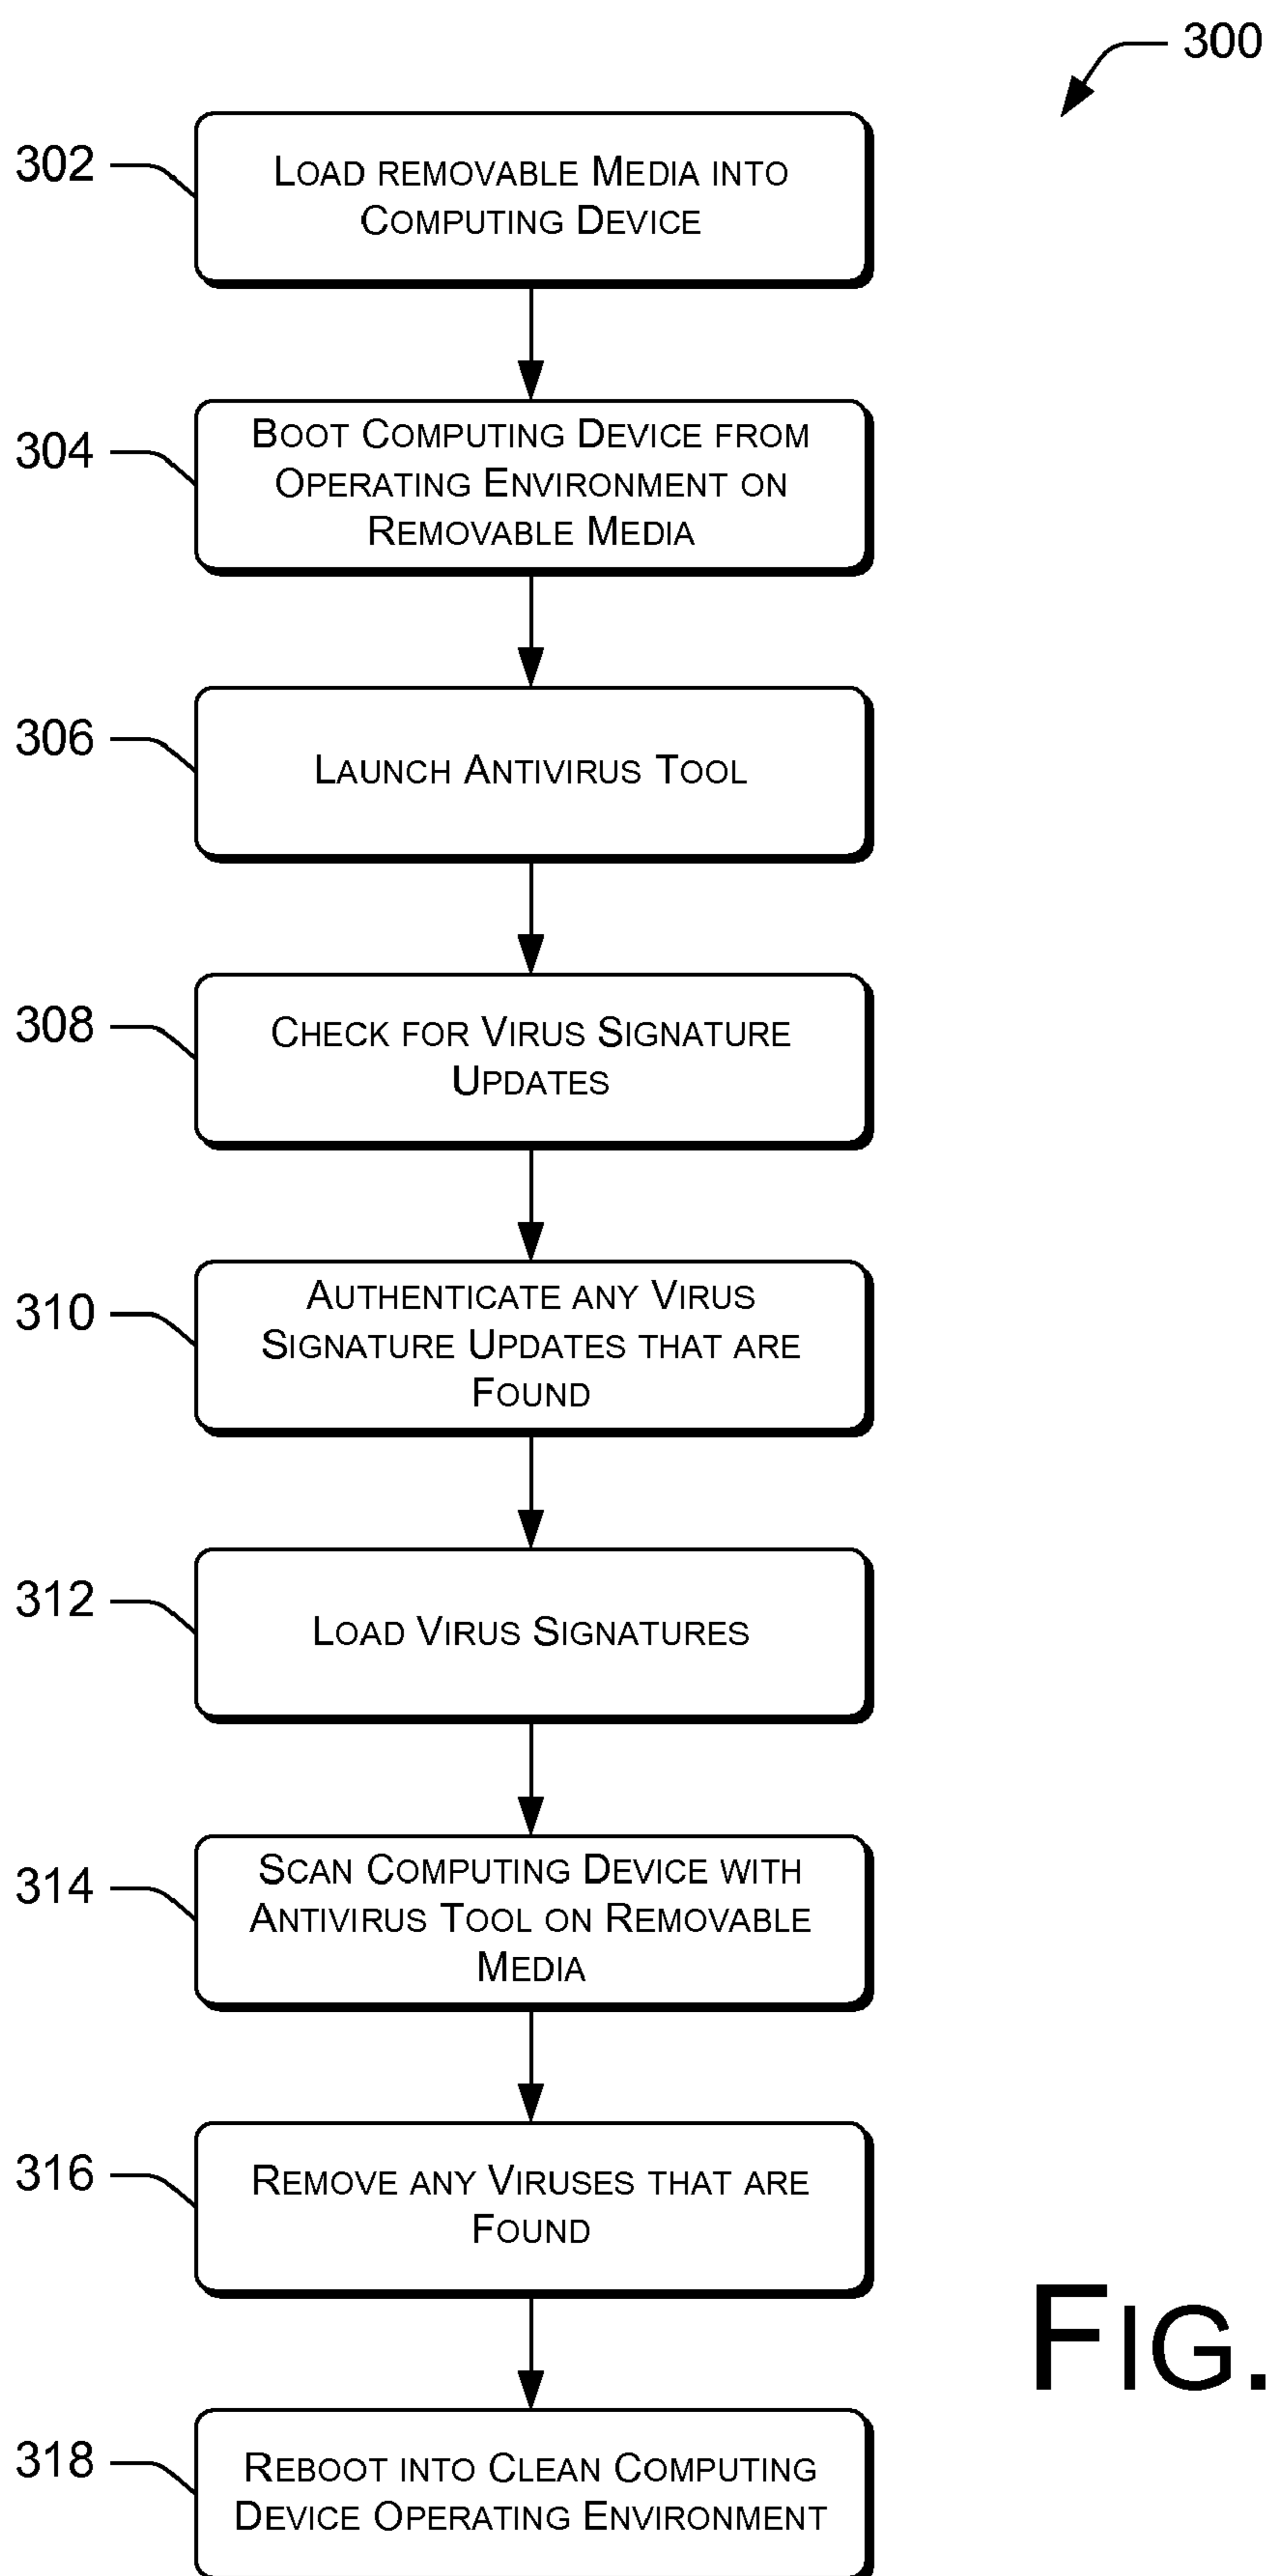 300
302
LOAD REMOVABLE MEDIA INTO
COMPUTING DEVICE
304
BOOT COMPUTING DEVICE FROM
OPERATING ENVIRONMENT ON
REMOVABLE MEDIA
306
LAUNCH ANTIVIRUS TOOL
308
CHECK FOR VIRUS SIGNATURE
UPDATES
310
AUTHENTICATE ANY VIRUS
SIGNATURE UPDATES THAT ARE
FOUND
312
LOAD VIRUS SIGNATURES
314
SCAN COMPUTING DEVICE WITH
ANTIVIRUS TOOL ON REMOVABLE
MEDIA
316
REMOVE ANY VIRUSES THAT ARE
FOUND
FIG.
318
REBOOT INTO CLEAN COMPUTING
DEVICE OPERATING ENVIRONMENT